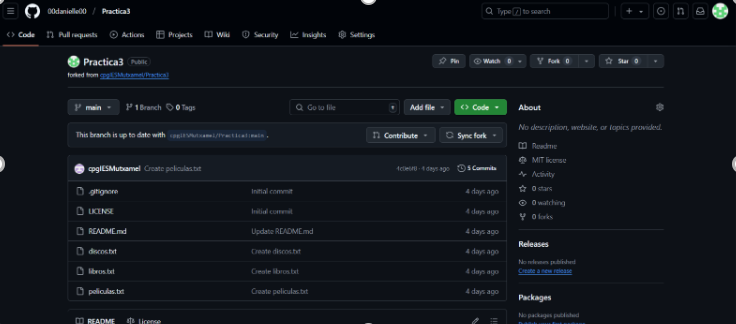 00danielle00 / Practica3
Type / to search
Code Pull requests Actions Projects Wiki Security Insights Settings
Practica3 Public
Pin Watch 0 Fork 0 Star 0
forked from cpgIESMutxamel/Practica3
main 1 Branch 0 Tags Go to file Add file Code
This branch is up to date with cpgIESMutxamel/Practica3:main .
Contribute Sync fork
cpgIESMutxamel Create peliculas.txt 4 days ago 5 Commits
.gitignore Initial commit 4 days ago
LICENSE Initial commit 4 days ago
README.md Update README.md 4 days ago
discos.txt Create discos.txt 4 days ago
libros.txt Create libros.txt 4 days ago
peliculas.txt Create peliculas.txt 4 days ago
README License
About
No description, website, or topics provided.
Readme
MIT license
Activity
0 stars
0 watching
0 forks
Releases
No releases published
Create a new release
Packages
No packages published